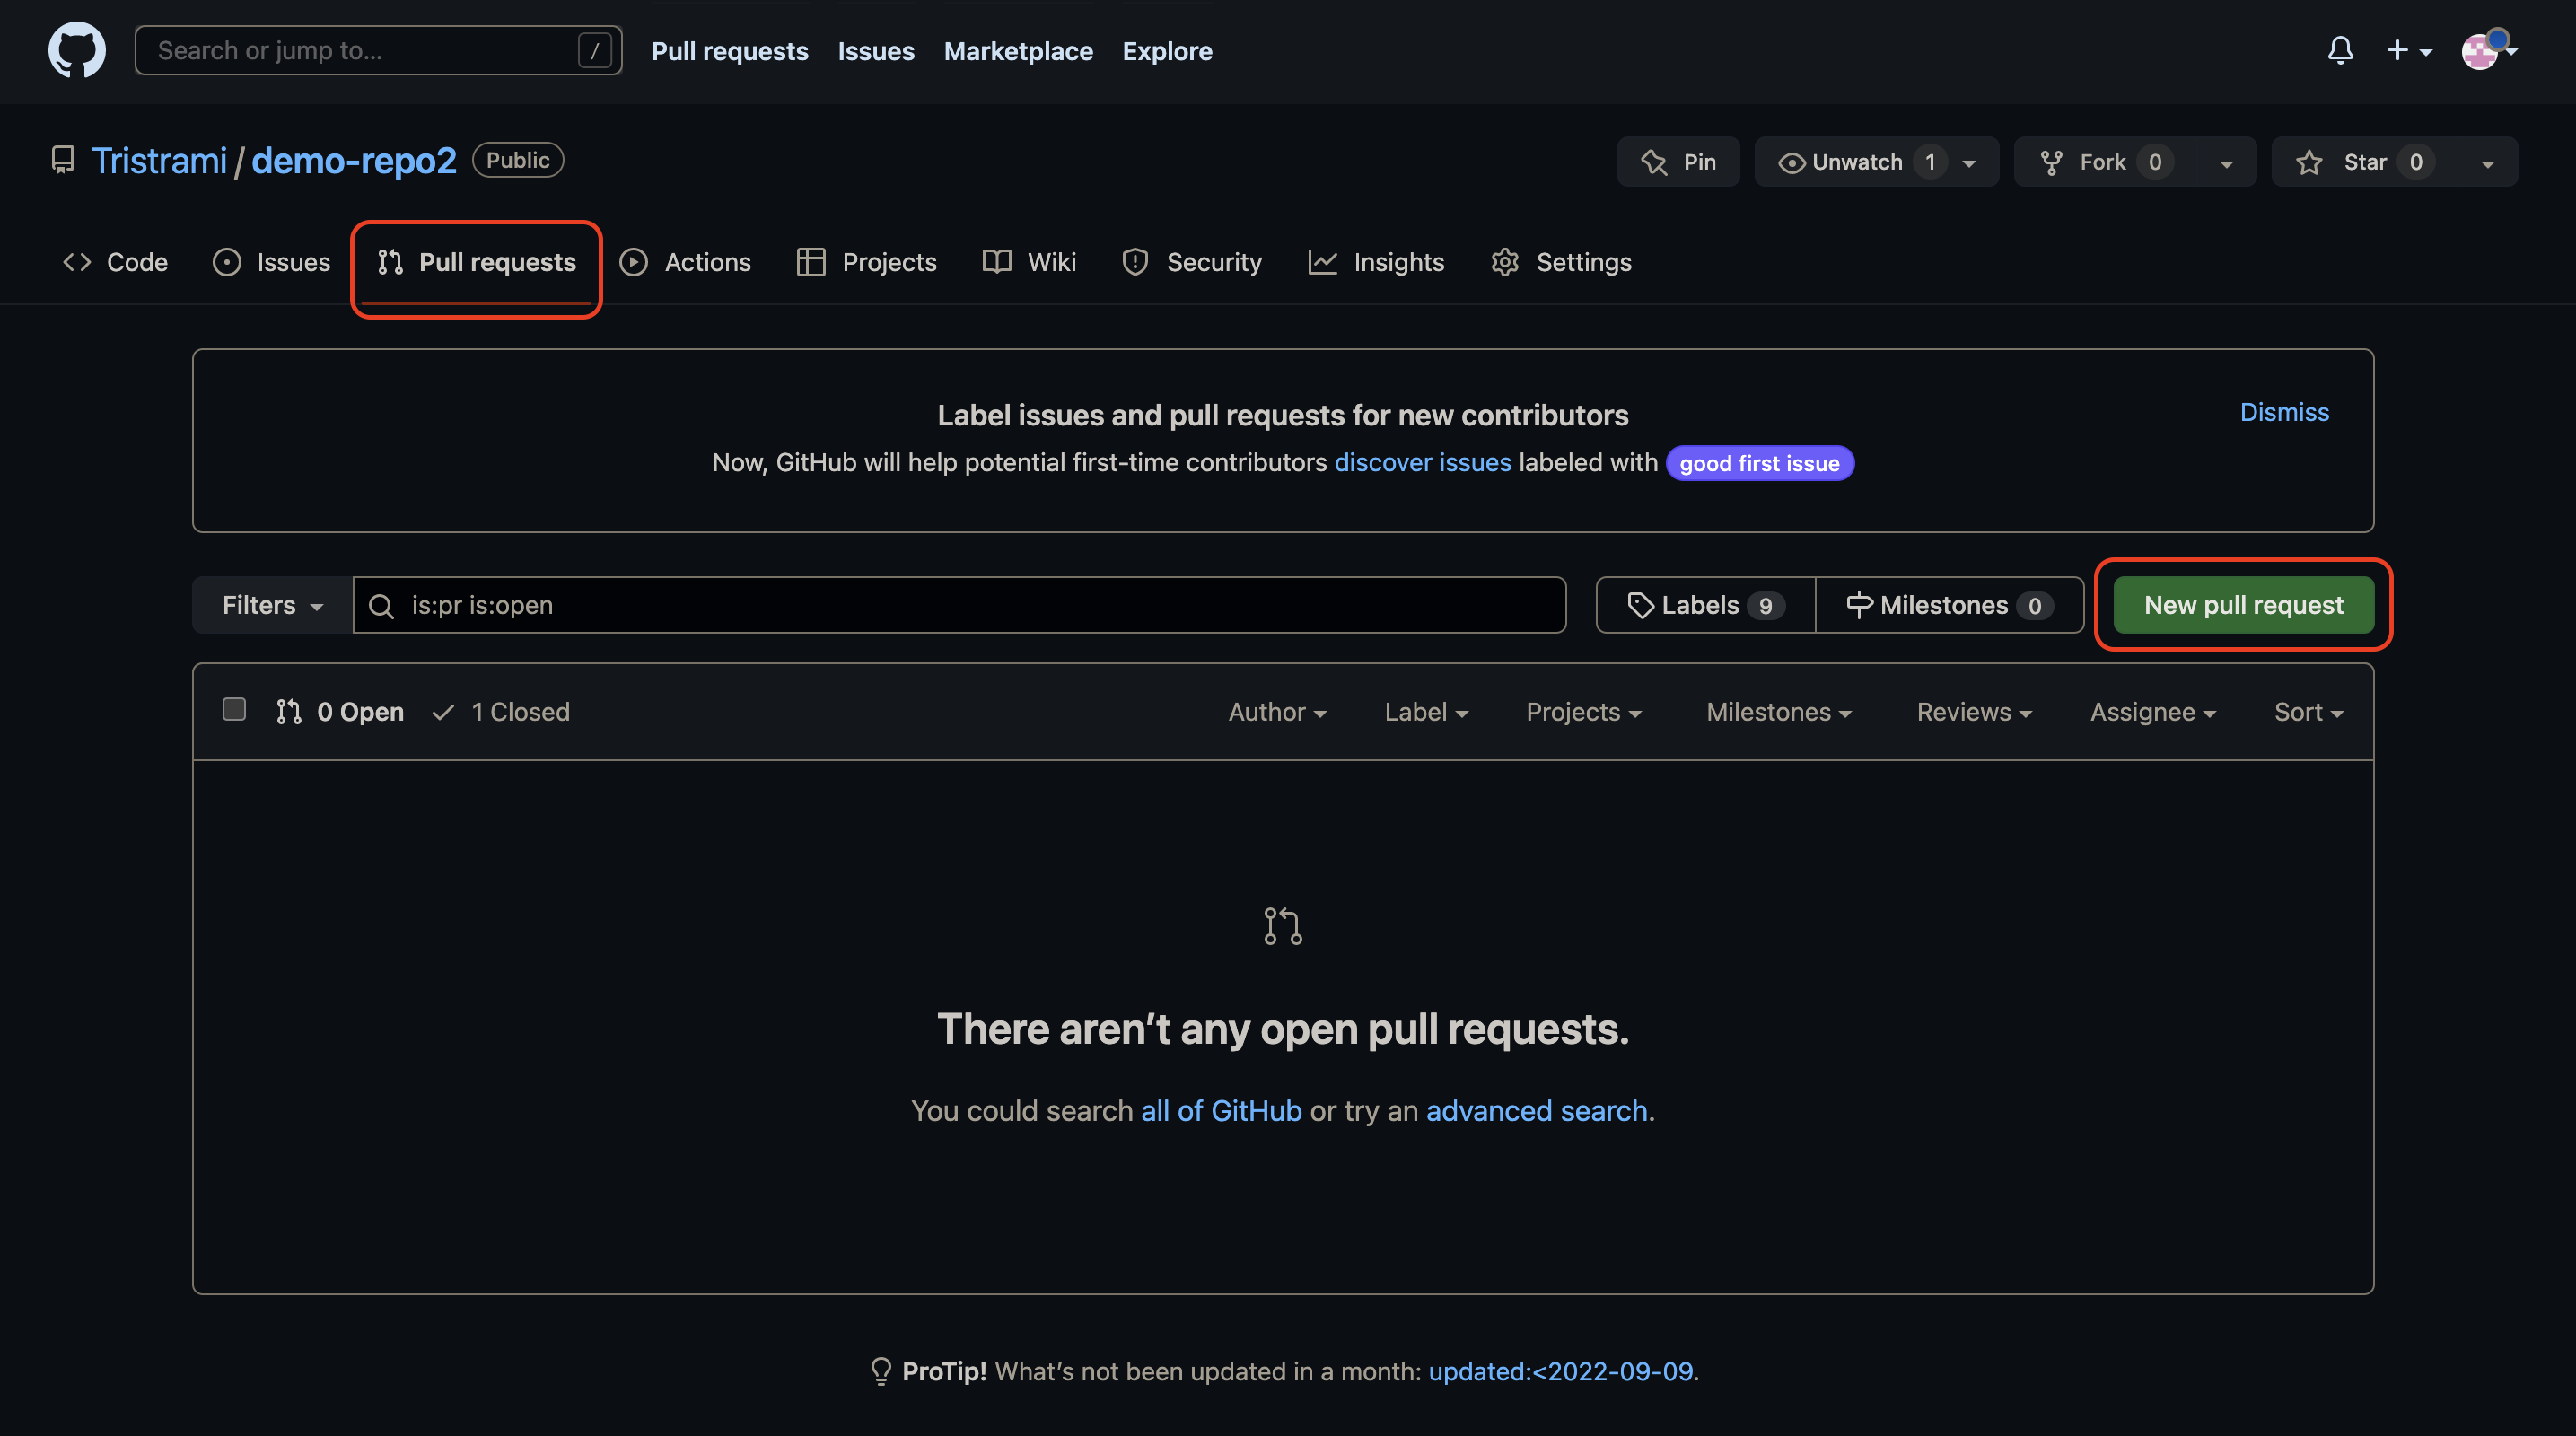 Search or jump to... / Pull requests Issues Marketplace Explore
Tristrami / demo-repo2 Public Pin Unwatch 1 Fork 0 Star 0
Code Issues Pull requests Actions Projects Wiki Security Insights Settings
Label issues and pull requests for new contributors
Dismiss
Now, GitHub will help potential first-time contributors discover issues labeled with good first issue
Filters is:pr is:open Labels 9 Milestones 0 New pull request
0 Open 1 Closed Author Label Projects Milestones Reviews Assignee Sort
There aren’t any open pull requests.
You could search all of GitHub or try an advanced search.
ProTip! What’s not been updated in a month: updated:<2022-09-09.